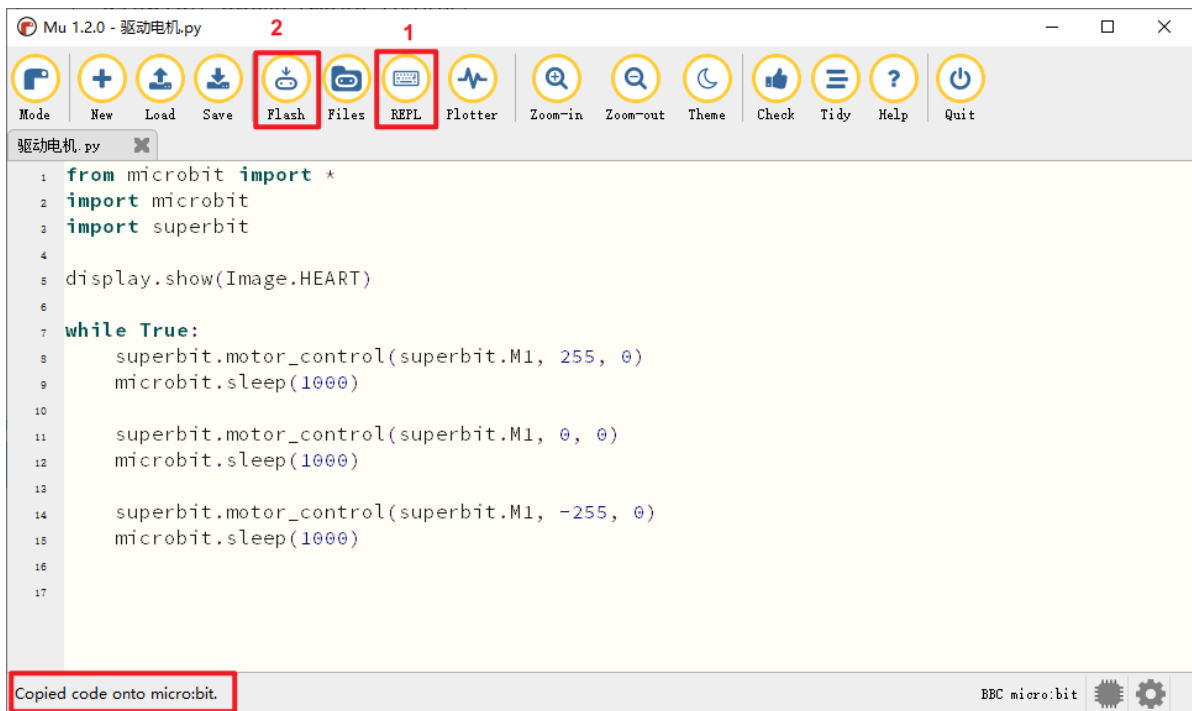 Mu 1.2.0 - 驱动电机.py
2
1
Mode New Load Save Flash Files REPL Plotter Zoom-in Zoom-out Theme Check Tidy Help Quit
驱动电机.py
1 from microbit import *
2 import microbit
3 import superbit
4
5 display.show(Image.HEART)
6
7 while True:
8     superbit.motor_control(superbit.M1, 255, 0)
9     microbit.sleep(1000)
10
11     superbit.motor_control(superbit.M1, 0, 0)
12     microbit.sleep(1000)
13
14     superbit.motor_control(superbit.M1, -255, 0)
15     microbit.sleep(1000)
16
17
Copied code onto micro:bit. BBC micro:bit